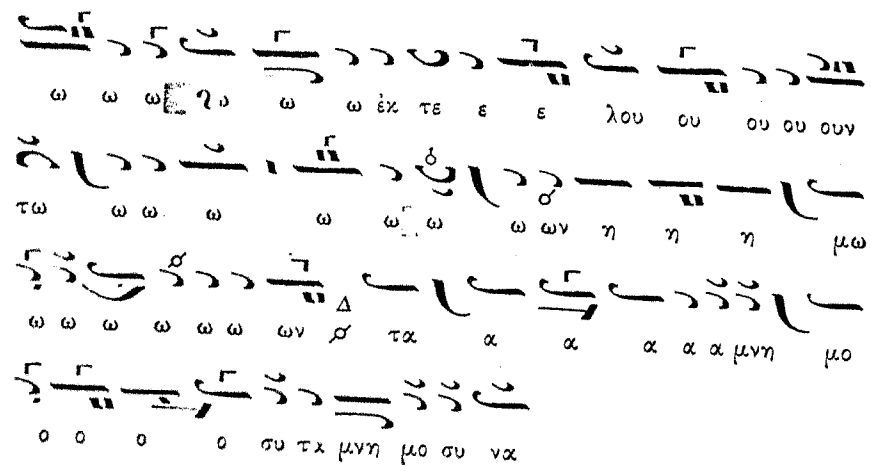 ω ω ω ω ω ω ἐκ τε ε ε λου ου ου ου ουν
τω ω ω ω ω ω ω ω ων η η η μω
ω ω ω ω ω ω ων Δ τα α α α α α μνη μο
ο ο ο ο συ τα μνη μο συ να